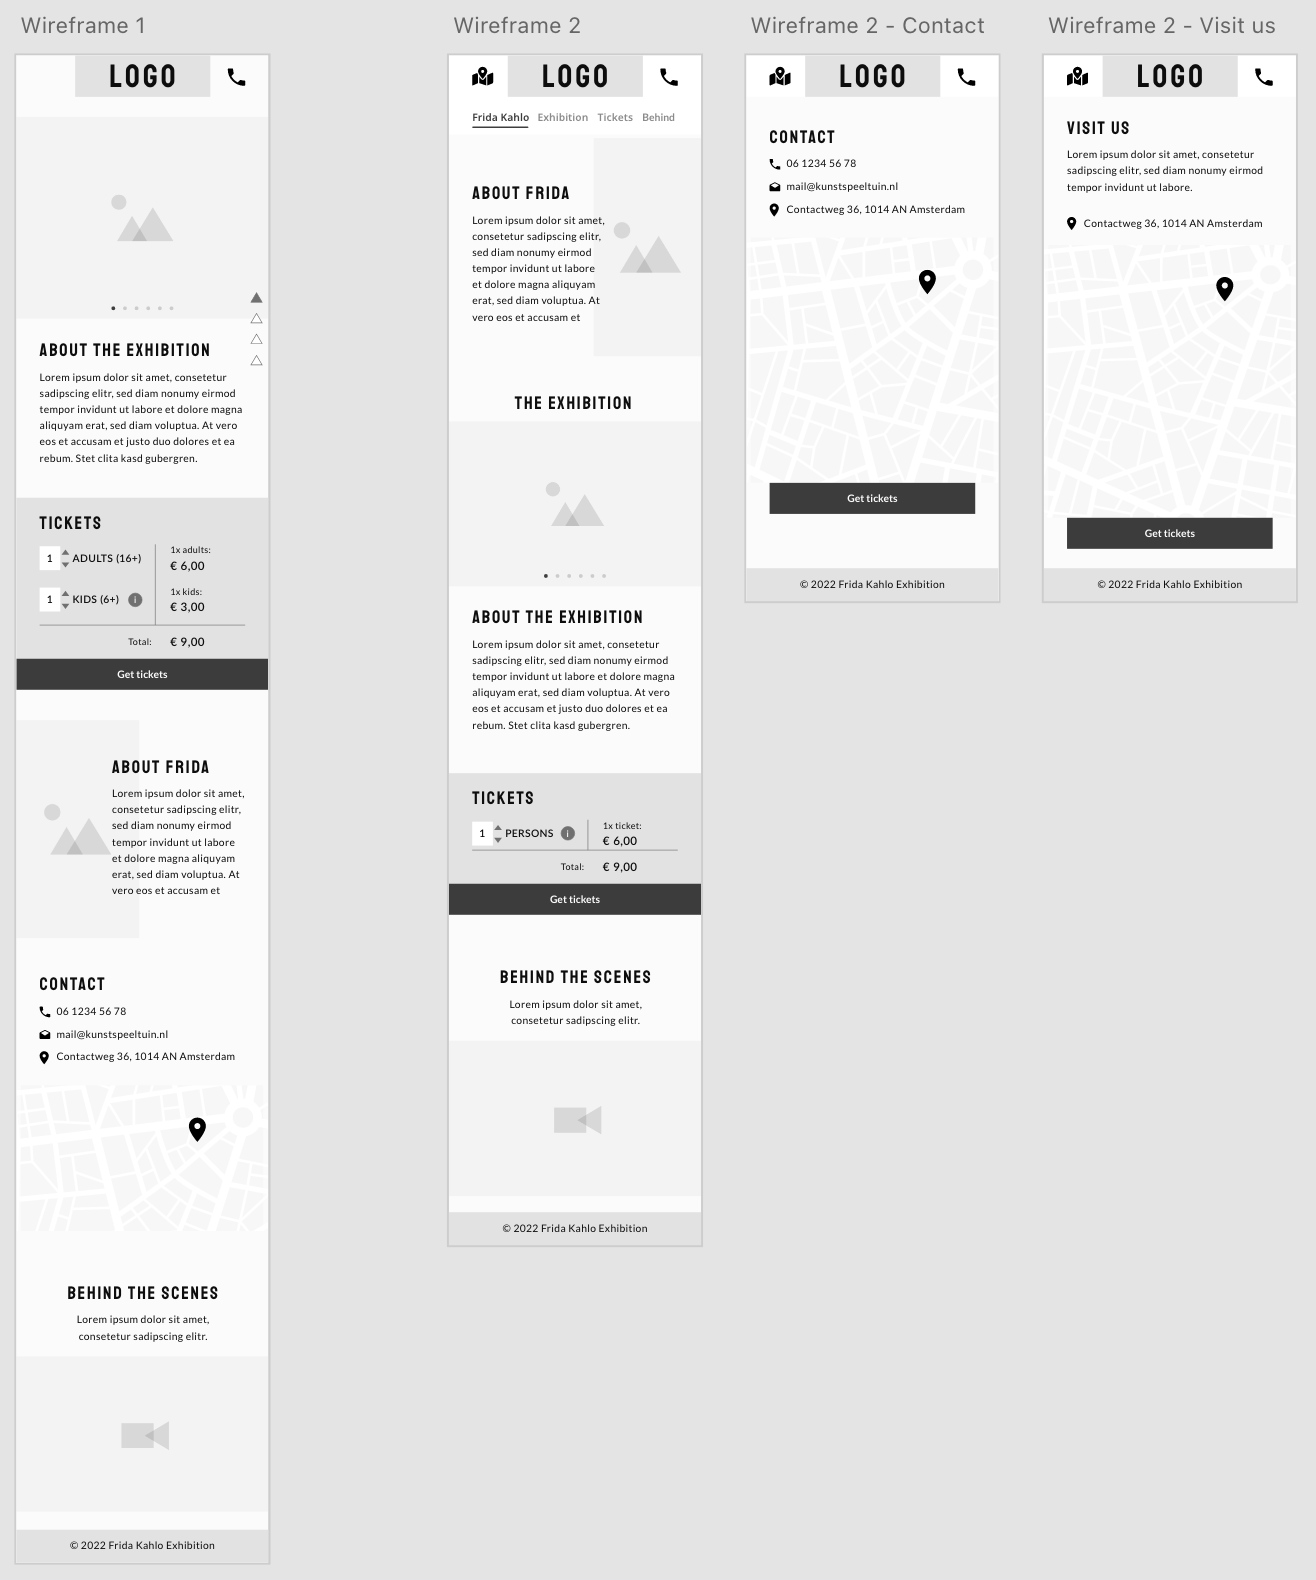 Wireframe 1
LOGO
ABOUT THE EXHIBITION
Lorem ipsum dolor sit amet, consetetur
sadipscing elitr, sed diam nonumy eirmod
tempor invidunt ut labore et dolore magna
aliquyam erat, sed diam voluptua. At vero
eos et accusam et justo duo dolores et ea
rebum. Stet clita kasd gubergren.
TICKETS
1 ADULTS (16+)
1x adults:
€ 6,00
1 KIDS (6+) i
1x kids:
€ 3,00
Total: € 9,00
Get tickets
ABOUT FRIDA
Lorem ipsum dolor sit amet,
consetetur sadipscing elitr,
sed diam nonumy eirmod
tempor invidunt ut labore
et dolore magna aliquyam
erat, sed diam voluptua. At
vero eos et accusam et
CONTACT
06 1234 56 78
mail@kunstspeeltuin.nl
Contactweg 36, 1014 AN Amsterdam
BEHIND THE SCENES
Lorem ipsum dolor sit amet,
consetetur sadipscing elitr.
© 2022 Frida Kahlo Exhibition
Wireframe 2
LOGO
Frida Kahlo Exhibition Tickets Behind
ABOUT FRIDA
Lorem ipsum dolor sit amet,
consetetur sadipscing elitr,
sed diam nonumy eirmod
tempor invidunt ut labore
et dolore magna aliquyam
erat, sed diam voluptua. At
vero eos et accusam et
THE EXHIBITION
ABOUT THE EXHIBITION
Lorem ipsum dolor sit amet, consetetur
sadipscing elitr, sed diam nonumy eirmod
tempor invidunt ut labore et dolore magna
aliquyam erat, sed diam voluptua. At vero
eos et accusam et justo duo dolores et ea
rebum. Stet clita kasd gubergren.
TICKETS
1 PERSONS i
1x ticket:
€ 6,00
Total: € 9,00
Get tickets
BEHIND THE SCENES
Lorem ipsum dolor sit amet,
consetetur sadipscing elitr.
© 2022 Frida Kahlo Exhibition
Wireframe 2 - Contact
LOGO
CONTACT
06 1234 56 78
mail@kunstspeeltuin.nl
Contactweg 36, 1014 AN Amsterdam
Get tickets
© 2022 Frida Kahlo Exhibition
Wireframe 2 - Visit us
LOGO
VISIT US
Lorem ipsum dolor sit amet, consetetur
sadipscing elitr, sed diam nonumy eirmod
tempor invidunt ut labore.
Contactweg 36, 1014 AN Amsterdam
Get tickets
© 2022 Frida Kahlo Exhibition